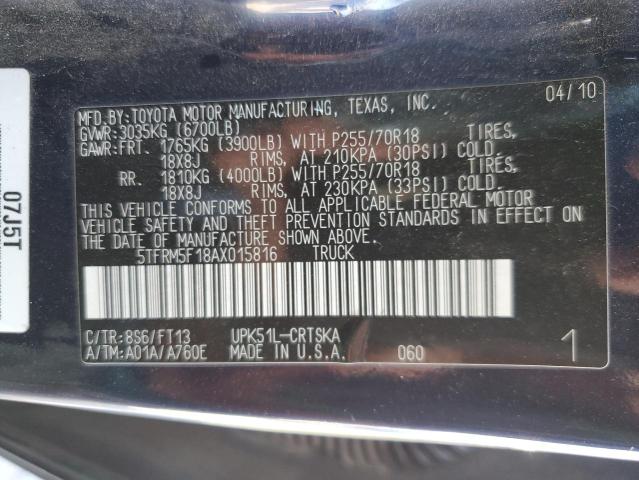 MFD.BY:TOYOTA MOTOR MANUFACTURING, TEXAS, INC. 04/10
GVWR:3035KG (6700LB)
GAWR:FRT. 1765KG (3900LB) WITH P255/70R18 TIRES,
18X8J RIMS, AT 210KPA (30PSI) COLD.
RR. 1810KG (4000LB) WITH P255/70R18 TIRES,
18X8J RIMS, AT 230KPA (33PSI) COLD.
THIS VEHICLE CONFORMS TO ALL APPLICABLE FEDERAL MOTOR
VEHICLE SAFETY AND THEFT PREVENTION STANDARDS IN EFFECT ON
THE DATE OF MANUFACTURE SHOWN ABOVE.
5TFRM5F18AX015816 TRUCK
C/TR:8S6/FT13 UPK51L-CRTSKA
A/TM:A01A/A760E MADE IN U.S.A. 060 1
07J5T